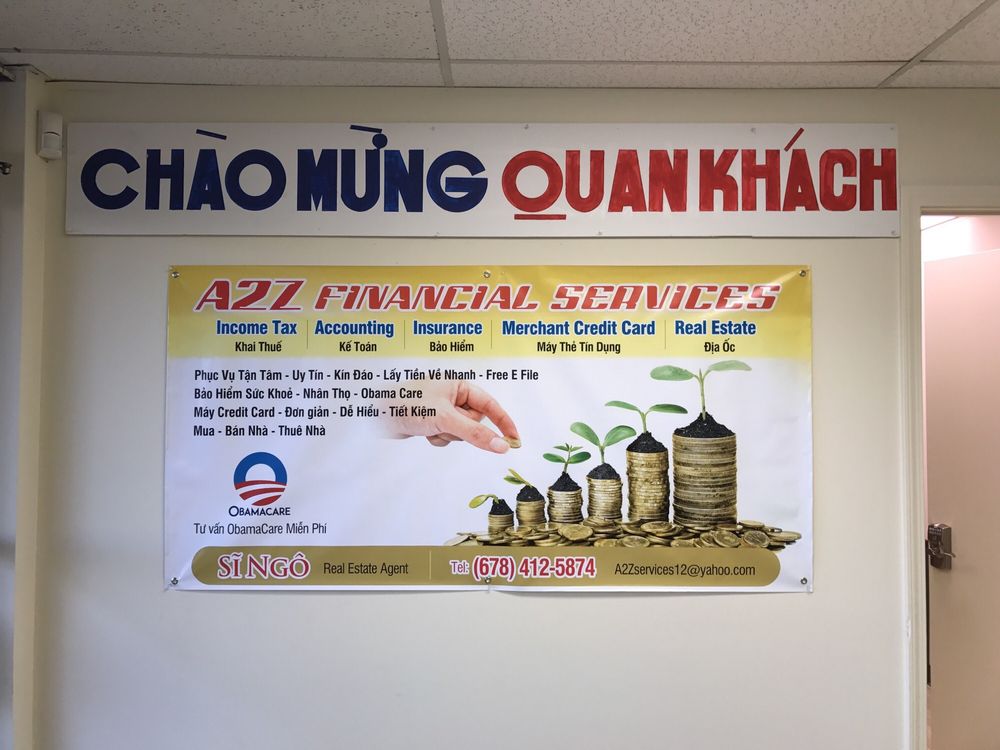 CHÀO MỪNG QUAN KHÁCH
A2Z FINANCIAL SERVICES
Income Tax Accounting Insurance Merchant Credit Card Real Estate
Khai Thuế Kế Toán Bảo Hiểm Máy Thẻ Tín Dụng Địa Ốc
Phục Vụ Tận Tâm - Uy Tín - Kín Đáo - Lấy Tiền Về Nhanh - Free E File
Bảo Hiểm Sức Khoẻ - Nhân Thọ - Obama Care
Máy Credit Card - Đơn giản - Dễ Hiểu - Tiết Kiệm
Mua - Bán Nhà - Thuê Nhà
OBAMACARE
Tư vấn ObamaCare Miễn Phí
SĨ NGÔ Real Estate Agent Tel: (678) 412-5874 A2Zservices12@yahoo.com